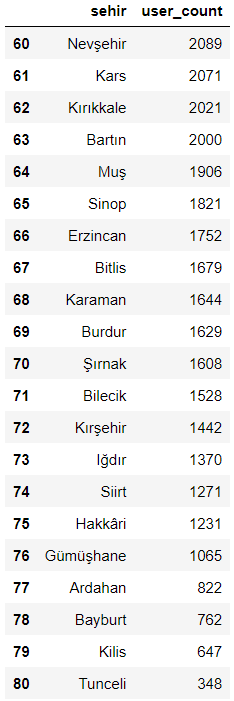 sehir user_count
60 Nevşehir 2089
61 Kars 2071
62 Kırıkkale 2021
63 Bartın 2000
64 Muş 1906
65 Sinop 1821
66 Erzincan 1752
67 Bitlis 1679
68 Karaman 1644
69 Burdur 1629
70 Şırnak 1608
71 Bilecik 1528
72 Kırşehir 1442
73 Iğdır 1370
74 Siirt 1271
75 Hakkâri 1231
76 Gümüşhane 1065
77 Ardahan 822
78 Bayburt 762
79 Kilis 647
80 Tunceli 348